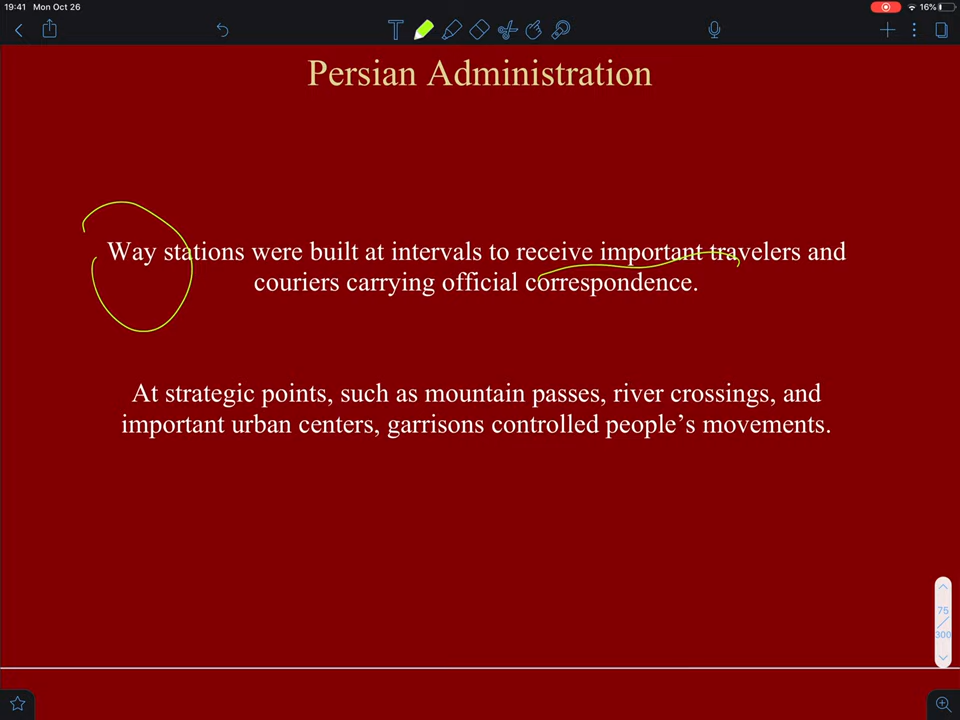 19:41 Mon Oct 26
16%
Persian Administration
Way stations were built at intervals to receive important travelers and
couriers carrying official correspondence.
At strategic points, such as mountain passes, river crossings, and
important urban centers, garrisons controlled people’s movements.
75
300